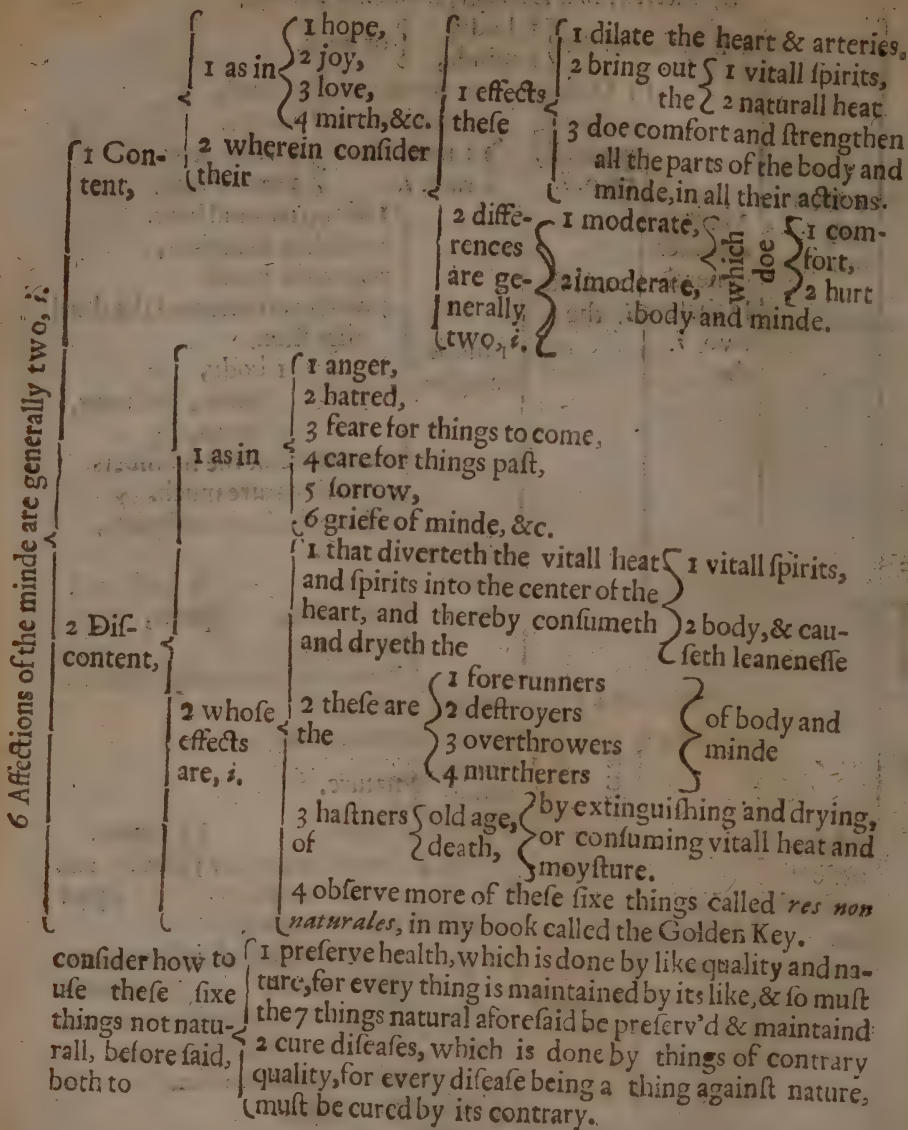 6 Affections of the minde are generally two, i.
1 Con-
tent,
1 as in
1 hope,
2 joy,
3 love,
4 mirth, &c.
2 wherein conſider
their
1 effects
theſe
1 dilate the heart & arteries,
2 bring out
the
1 vitall ſpirits,
2 naturall heat
3 doe comfort and ſtrengthen
all the parts of the body and
minde, in all their actions.
2 diffe-
rences
are ge-
nerally
two, i.
1 moderate,
2 imoderate,
which
doe
1 com-
fort,
2 hurt
body and minde.
2 Diſ-
content,
1 as in
1 anger,
2 hatred,
3 feare for things to come,
4 care for things paſt,
5 ſorrow,
6 griefe of minde, &c.
2 whoſe
effects
are, i.
1 that diverteth the vitall heat
and ſpirits into the center of the
heart, and thereby conſumeth
and dryeth the
1 vitall ſpirits,
2 body, & cau-
ſeth leaneneſſe
2 theſe are
the
1 fore runners
2 deſtroyers
3 overthrowers
4 murtherers
of body and
minde
3 haſtners
of
old age,
death,
by extinguiſhing and drying,
or conſuming vitall heat and
moyſture.
4 obſerve more of theſe ſixe things called res non
naturales, in my book called the Golden Key.
conſider how to
uſe theſe ſixe
things not natu-
rall, before ſaid,
both to
1 preſerve health, which is done by like quality and na-
ture, for every thing is maintained by its like, & ſo muſt
the 7 things natural aforeſaid be preſerv'd & maintaind
2 cure diſeaſes, which is done by things of contrary
quality, for every diſeaſe being a thing againſt nature,
muſt be cured by its contrary.